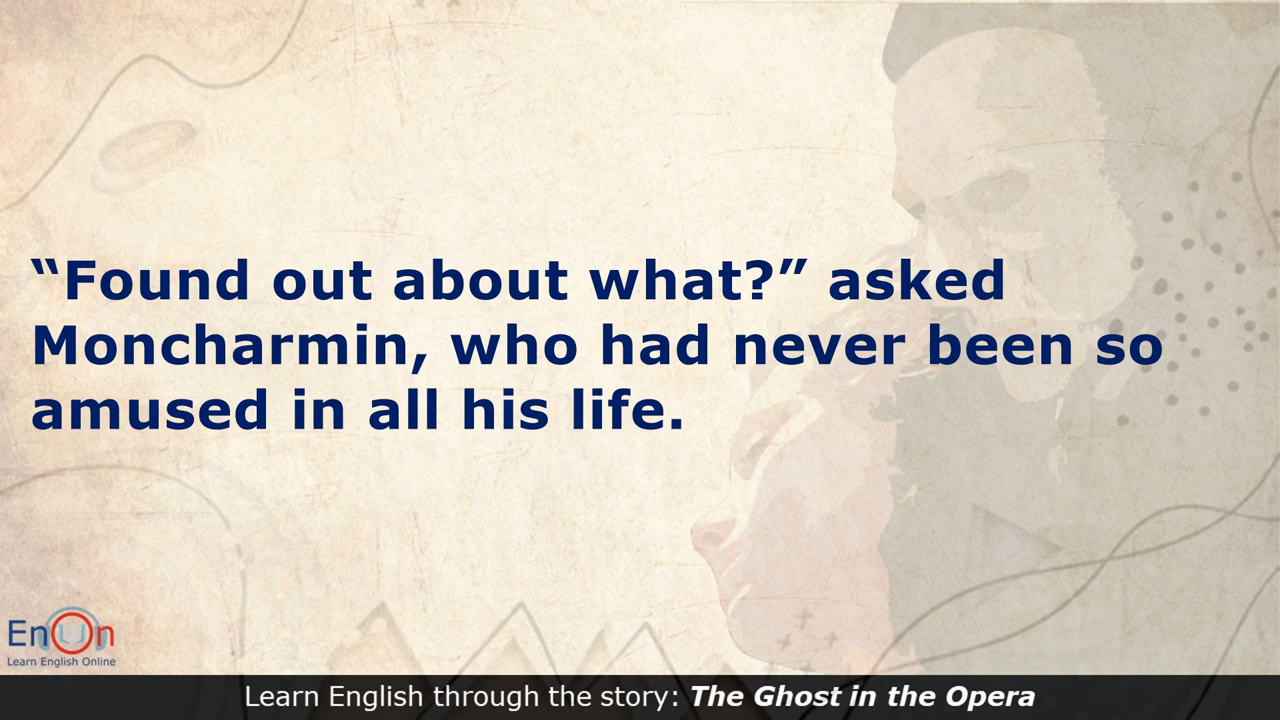 “Found out about what?” asked
Moncharmin, who had never been so
amused in all his life.
EnOn
Learn English Online
Learn English through the story: The Ghost in the Opera